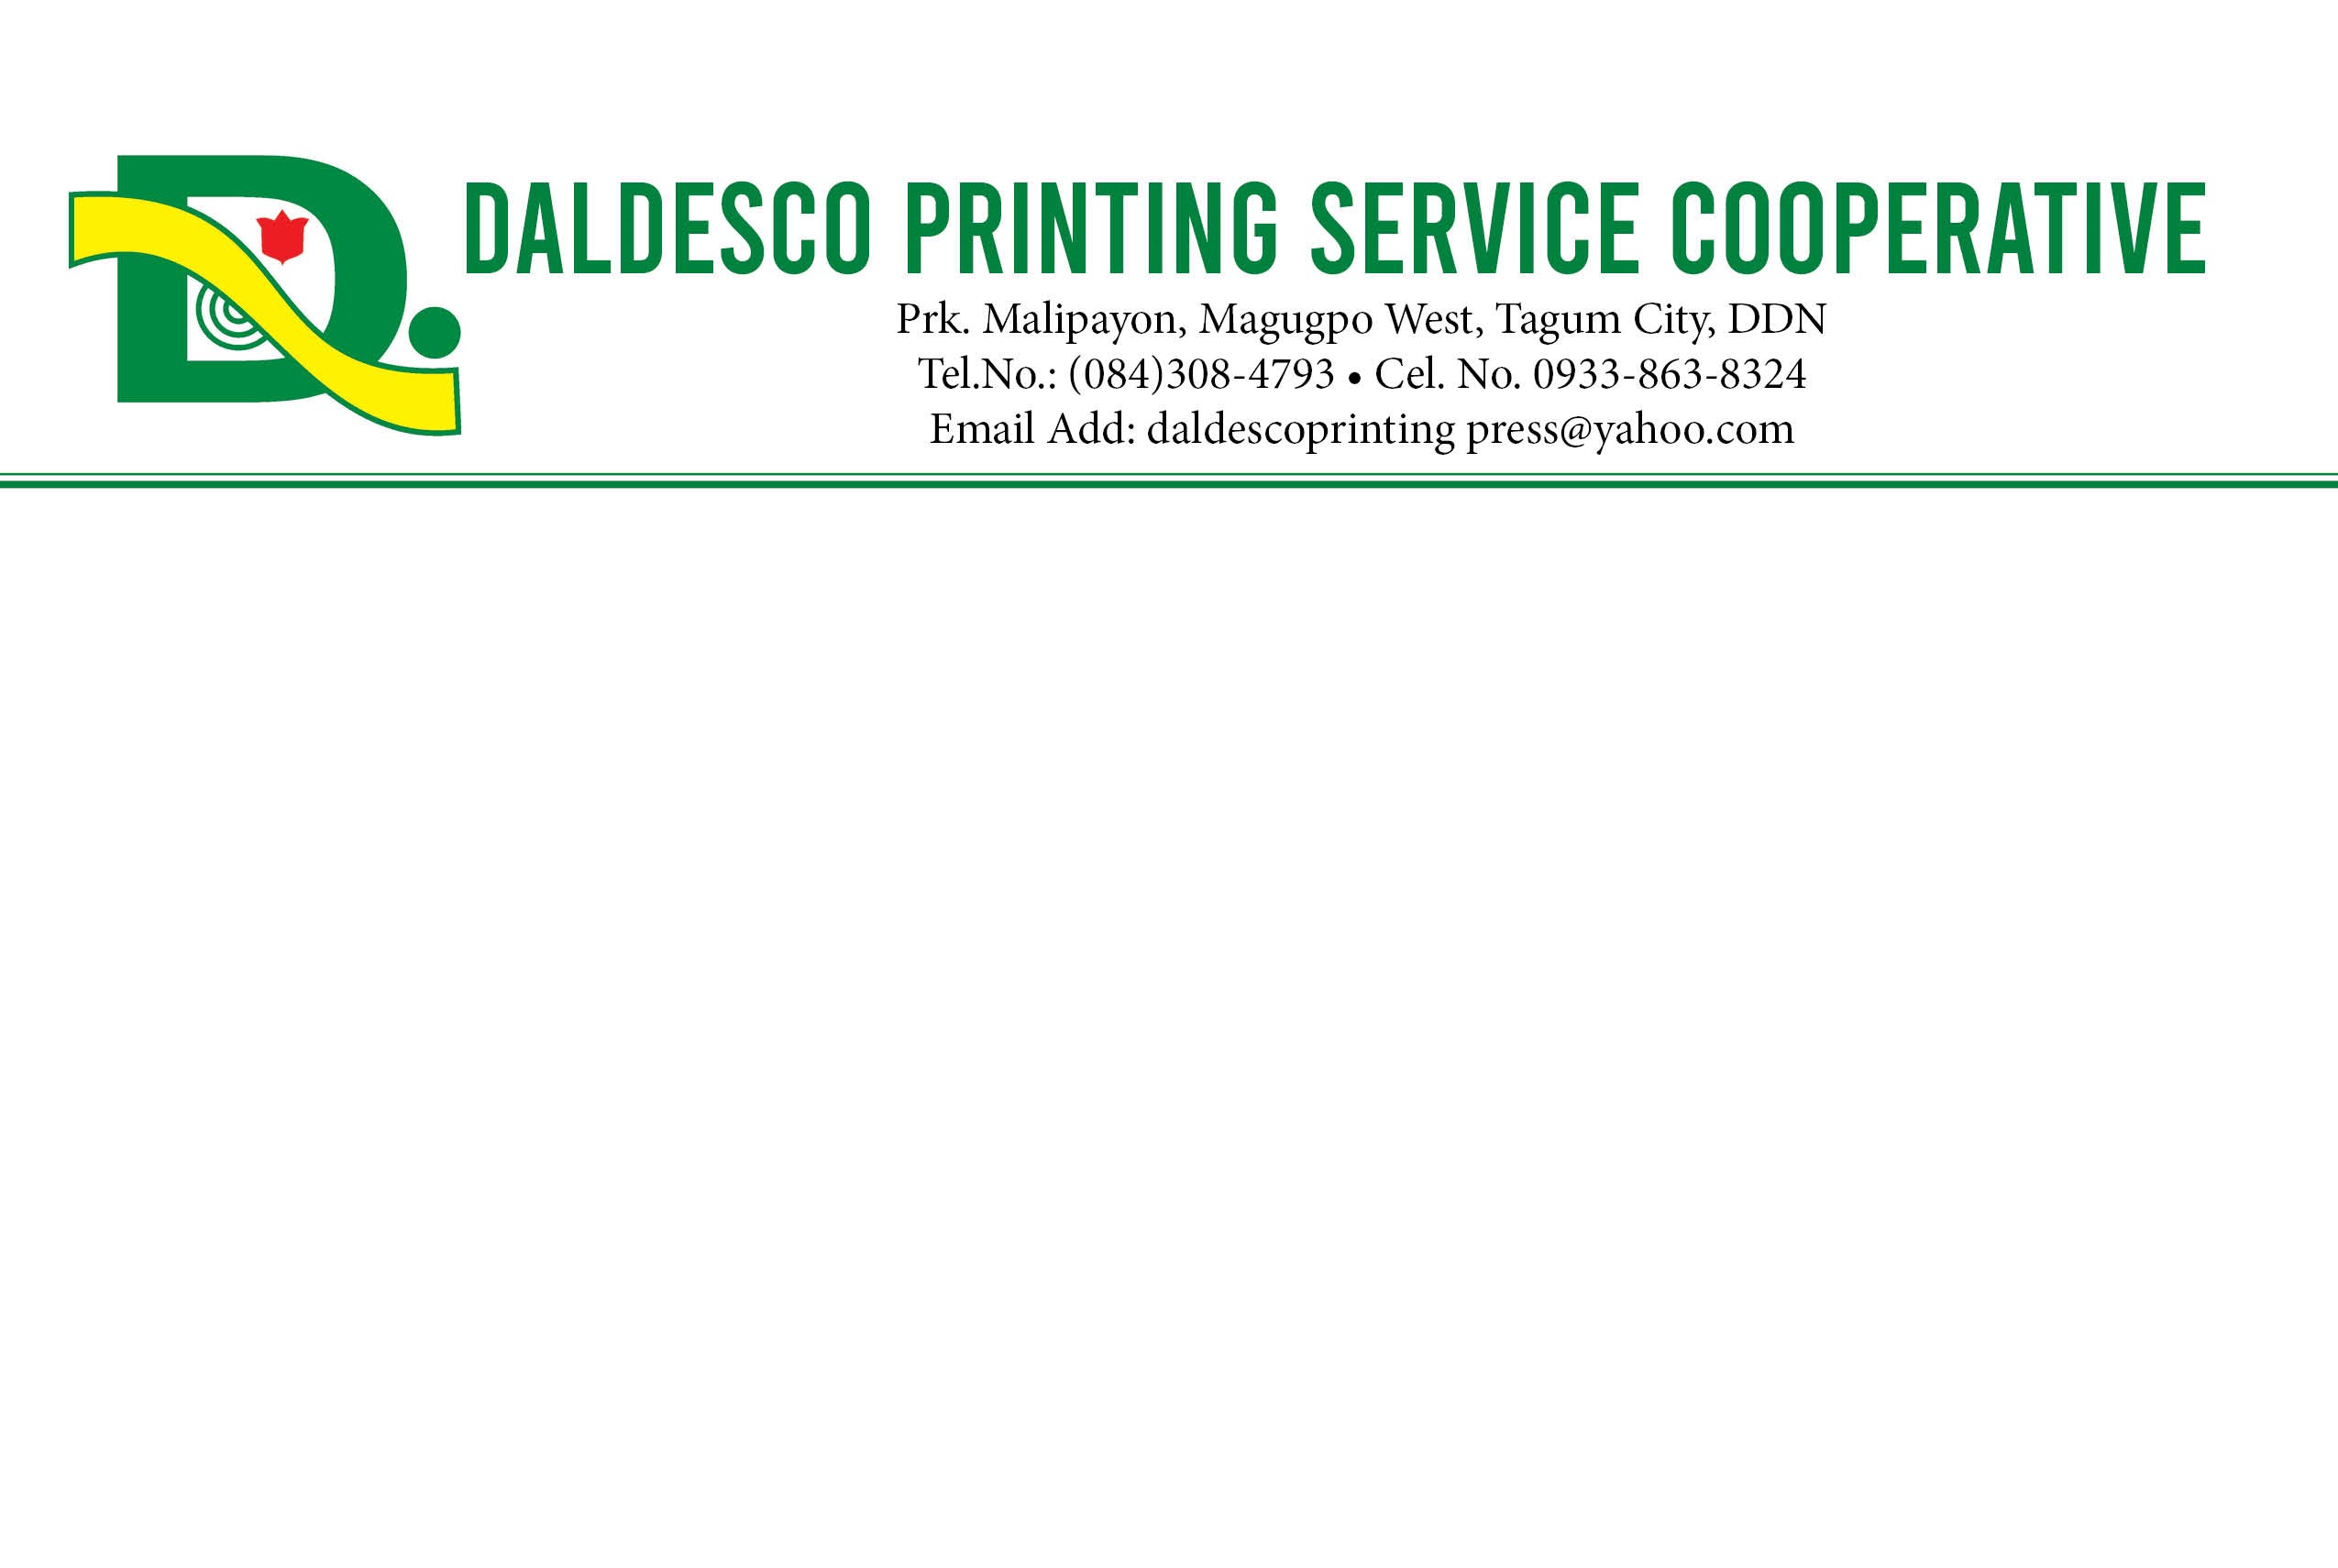 DALDESCO PRINTING SERVICE COOPERATIVE
Prk. Malipayon, Magugpo West, Tagum City, DDN
Tel.No.: (084)308-4793 • Cel. No. 0933-863-8324
Email Add: daldescoprinting press@yahoo.com